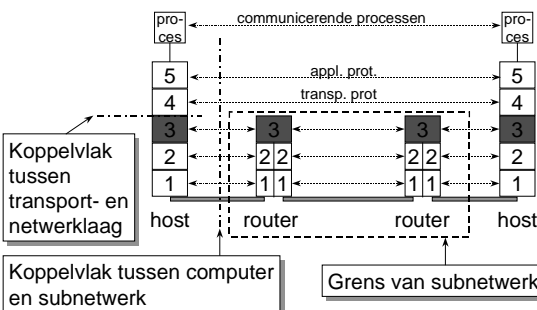 pro-
ces
communicerende processen
pro-
ces
5
appl. prot.
5
4
transp. prot
4
3
3
3
3
Koppelvlak
tussen
transport- en
netwerklaag
2
2 2
2 2
2
1
1 1
1 1
1
host
router
router
host
Koppelvlak tussen computer
en subnetwerk
Grens van subnetwerk